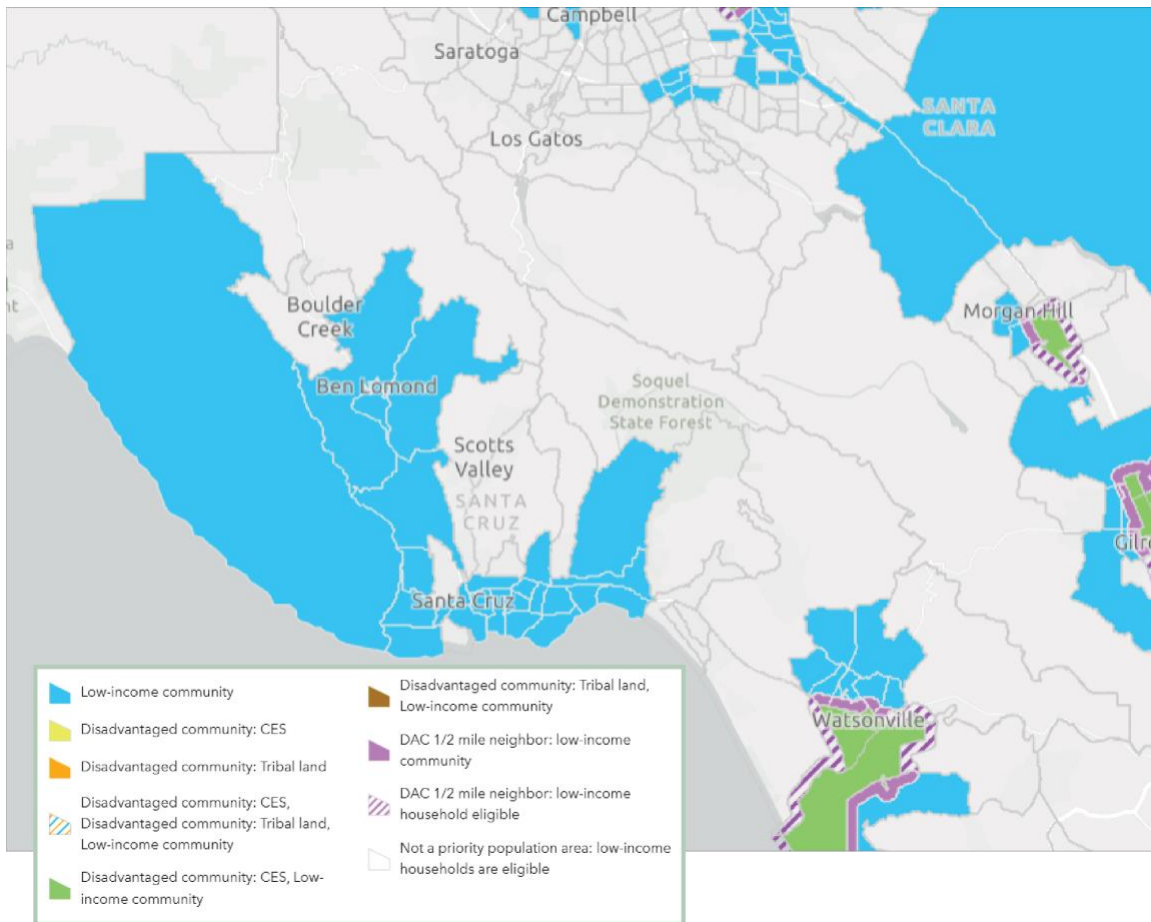 Campbell
Saratoga
SANTA
CLARA
Los Gatos
Boulder
Creek
Morgan Hill
Ben Lomond
Soquel
Demonstration
State Forest
Scotts
Valley
SANTA
CRUZ
Santa Cruz
Watsonville
Low-income community
Disadvantaged community: CES
Disadvantaged community: Tribal land
Disadvantaged community: CES,
Disadvantaged community: Tribal land,
Low-income community
Disadvantaged community: CES, Low-
income community
Disadvantaged community: Tribal land,
Low-income community
DAC 1/2 mile neighbor: low-income
community
DAC 1/2 mile neighbor: low-income
household eligible
Not a priority population area: low-income
households are eligible